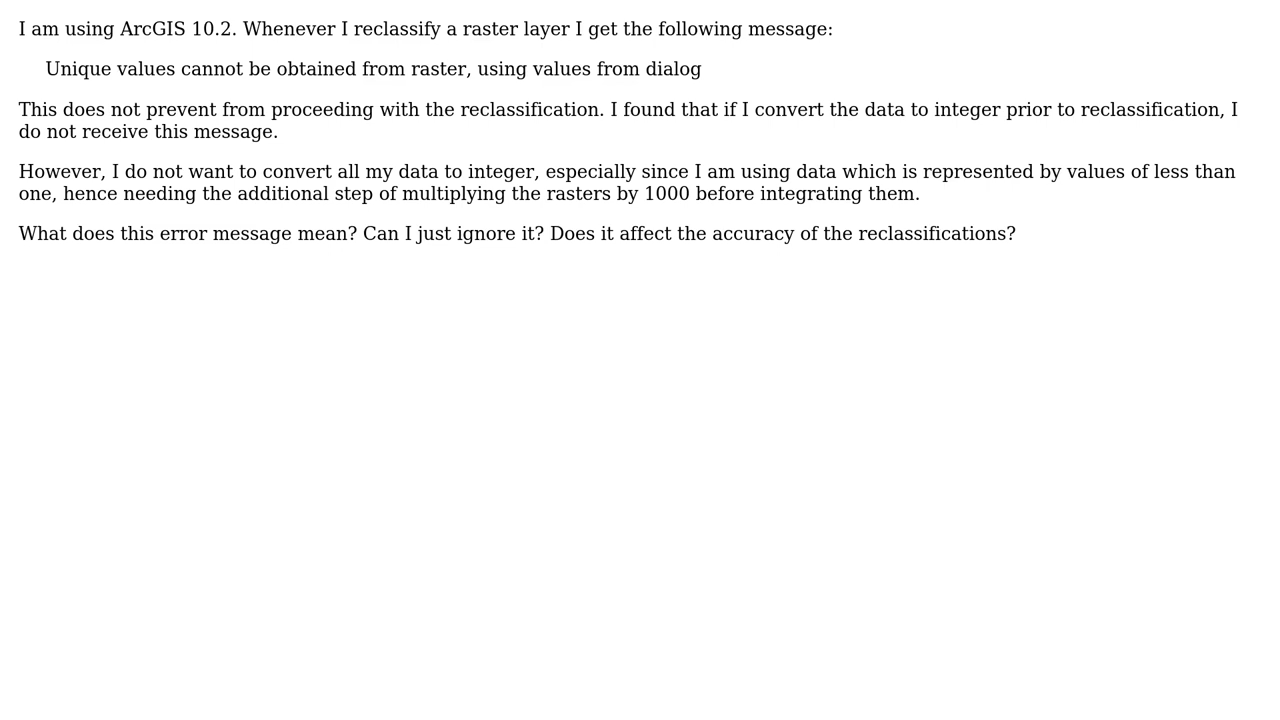 I am using ArcGIS 10.2. Whenever I reclassify a raster layer I get the following message:
Unique values cannot be obtained from raster, using values from dialog
This does not prevent from proceeding with the reclassification. I found that if I convert the data to integer prior to reclassification, I
do not receive this message.
However, I do not want to convert all my data to integer, especially since I am using data which is represented by values of less than
one, hence needing the additional step of multiplying the rasters by 1000 before integrating them.
What does this error message mean? Can I just ignore it? Does it affect the accuracy of the reclassifications?